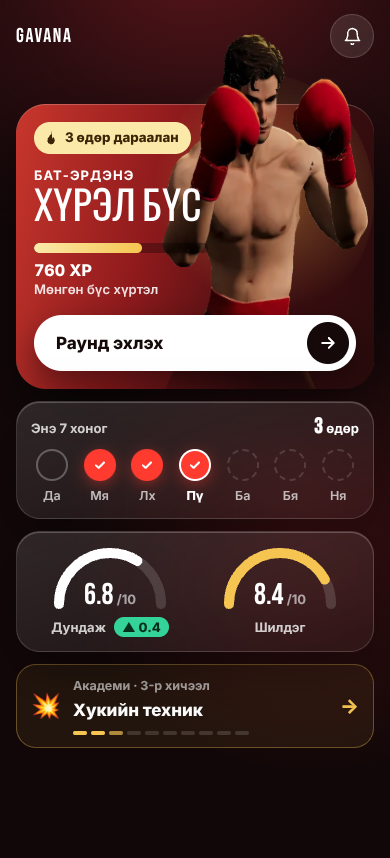 GAVANA
3 өдөр дараалан
БАТ-ЭРДЭНЭ
ХҮРЭЛ БҮС
760 XP
Мөнгөн бүс хүртэл
Раунд эхлэх
Энэ 7 хоног
3 өдөр
Да Мя Лх Пү Ба Бя Ня
6.8 /10
8.4 /10
Дундаж ▲ 0.4
Шилдэг
Академи · 3-р хичээл
Хукийн техник